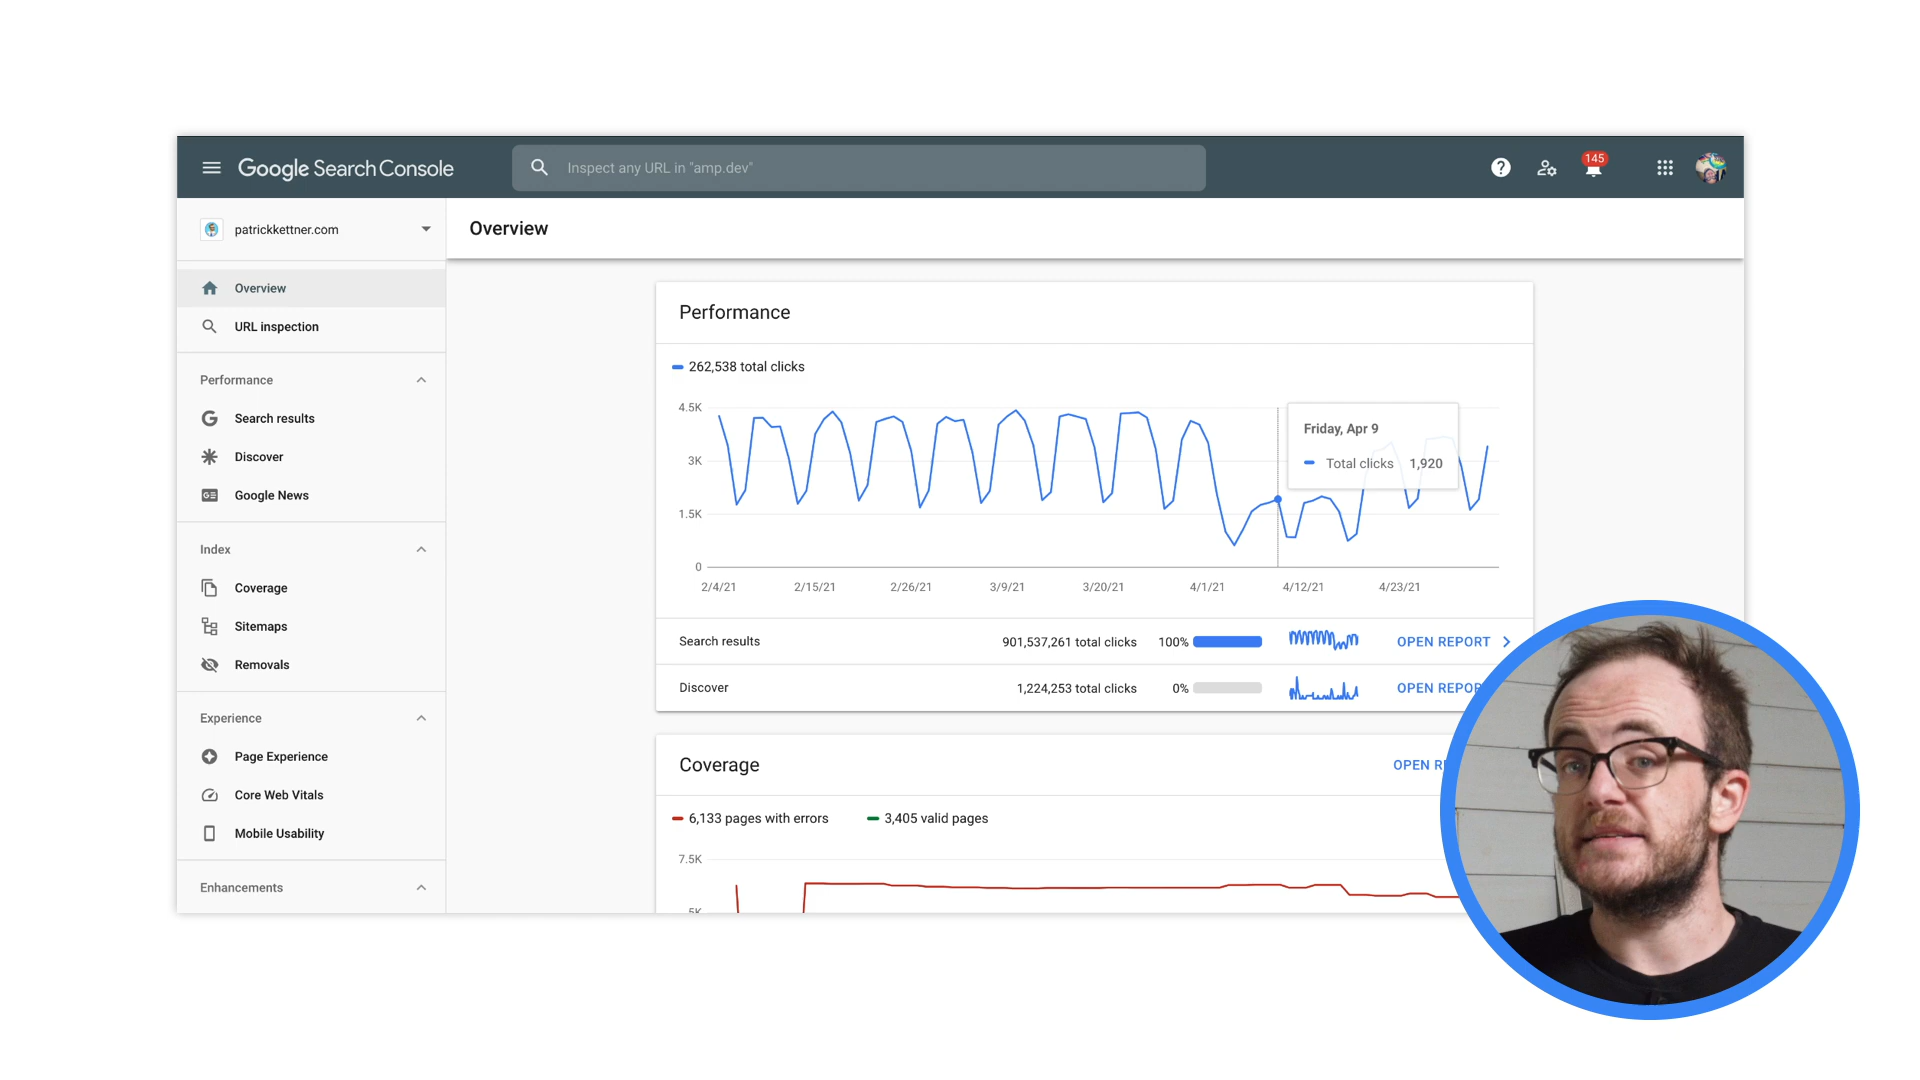 Google Search Console
Inspect any URL in "amp.dev"
145
patrickkettner.com
Overview
Overview
URL inspection
Performance
Search results
Discover
Google News
Index
Coverage
Sitemaps
Removals
Experience
Page Experience
Core Web Vitals
Mobile Usability
Enhancements
Performance
262,538 total clicks
4.5K
3K
1.5K
0
Friday, Apr 9
Total clicks 1,920
2/4/21 2/15/21 2/26/21 3/9/21 3/20/21 4/1/21 4/12/21 4/23/21
Search results 901,537,261 total clicks 100% OPEN REPORT
Discover 1,224,253 total clicks 0% OPEN REPOR
Coverage OPEN RE
6,133 pages with errors 3,405 valid pages
7.5K
5K